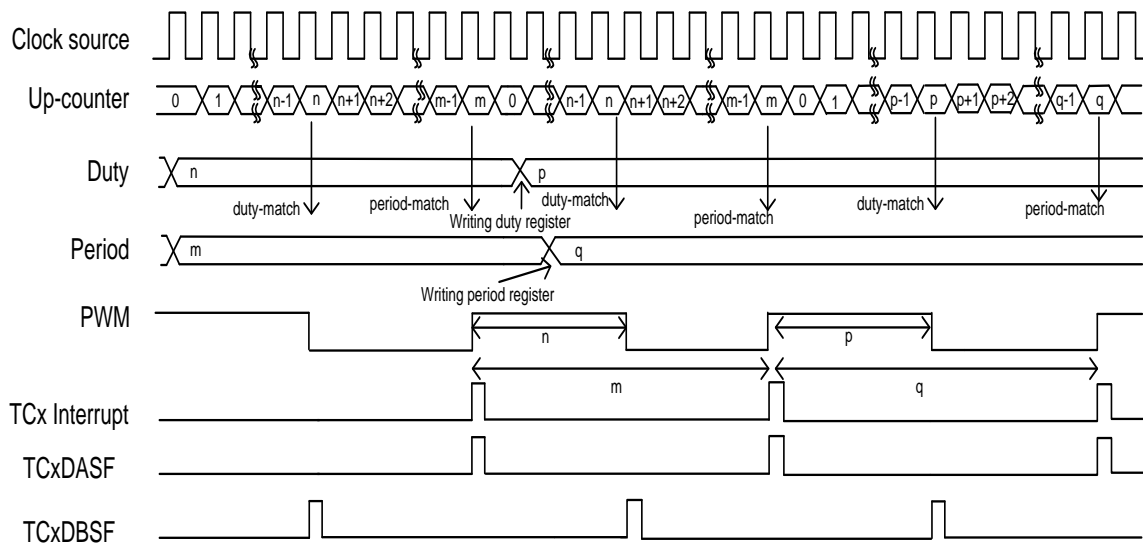 Clock source
Up-counter 0 1 n-1 n n+1 n+2 m-1 m 0 n-1 n n+1 n+2 m-1 m 0 1 p-1 p p+1 p+2 q-1 q
Duty n p
duty-match period-match duty-match period-match duty-match period-match
Writing duty register
Period m q
Writing period register
PWM
n p
m q
TCx Interrupt
TCxDASF
TCxDBSF